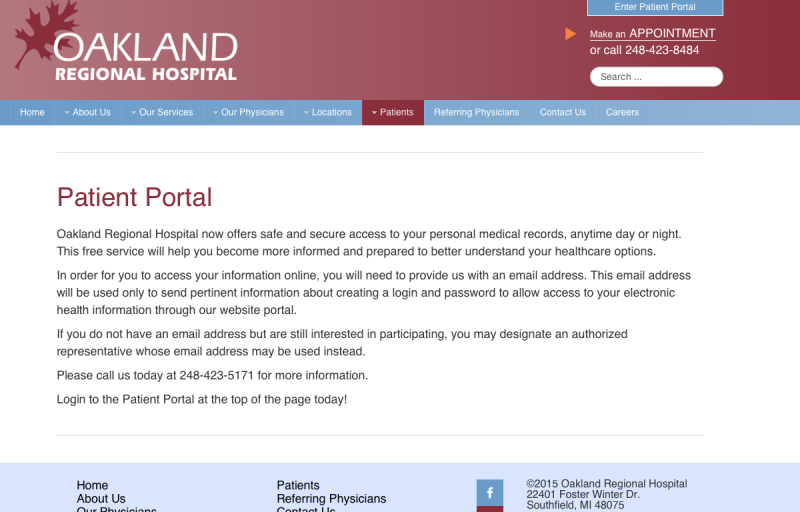 Enter Patient Portal
OAKLAND
REGIONAL HOSPITAL
Make an APPOINTMENT
or call 248-423-8484
Search ...
Home About Us Our Services Our Physicians Locations Patients Referring Physicians Contact Us Careers
Patient Portal
Oakland Regional Hospital now offers safe and secure access to your personal medical records, anytime day or night.
This free service will help you become more informed and prepared to better understand your healthcare options.
In order for you to access your information online, you will need to provide us with an email address. This email address
will be used only to send pertinent information about creating a login and password to allow access to your electronic
health information through our website portal.
If you do not have an email address but are still interested in participating, you may designate an authorized
representative whose email address may be used instead.
Please call us today at 248-423-5171 for more information.
Login to the Patient Portal at the top of the page today!
Home
About Us
Our Physicians
Patients
Referring Physicians
Contact Us
f
©2015 Oakland Regional Hospital
22401 Foster Winter Dr.
Southfield, MI 48075